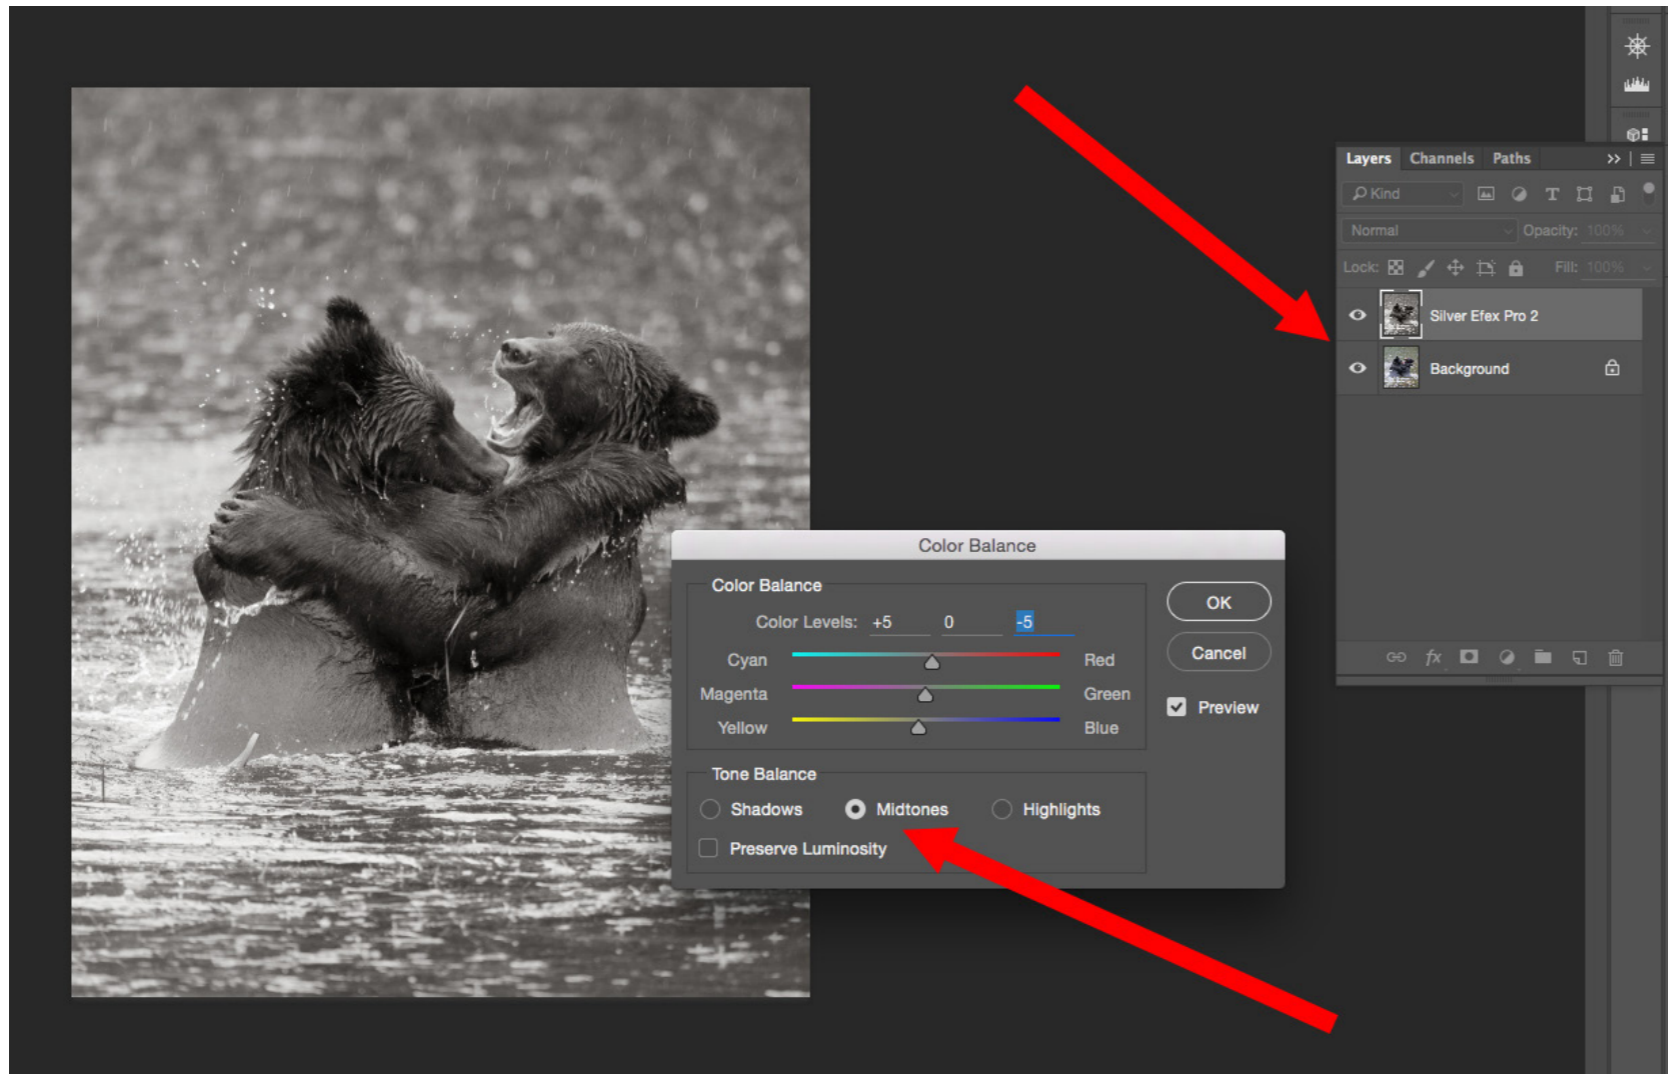 Layers Channels Paths
Kind
Normal Opacity: 100%
Lock: Fill: 100%
Silver Efex Pro 2
Background
fx
Color Balance
Color Balance
Color Levels: +5 0 -5
Cyan Red
Magenta Green
Yellow Blue
Tone Balance
Shadows Midtones Highlights
Preserve Luminosity
OK
Cancel
Preview